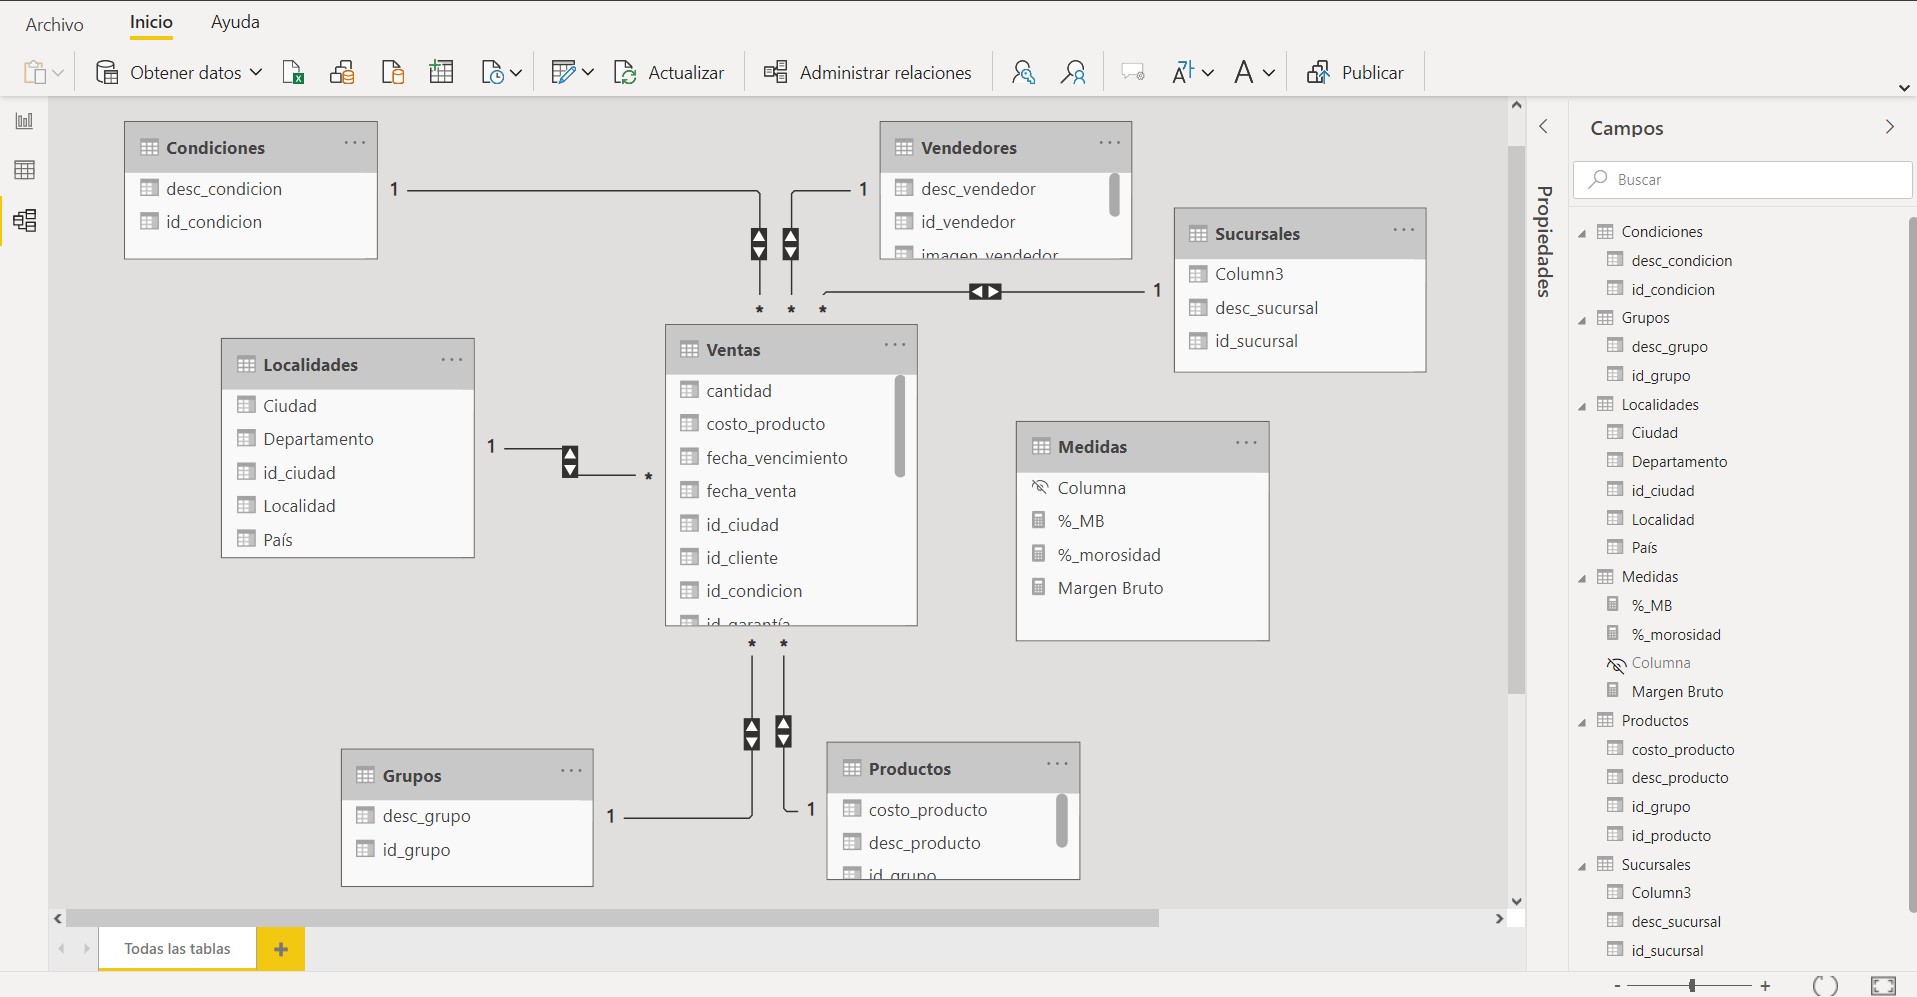 Archivo
Inicio
Ayuda
Obtener datos
Actualizar
Administrar relaciones
Publicar
Condiciones
desc_condicion
id_condicion
1
Vendedores
desc_vendedor
id_vendedor
imagen_vendedor
1
Sucursales
Column3
desc_sucursal
id_sucursal
1
* * *
Localidades
Ciudad
Departamento
id_ciudad
Localidad
País
1
*
Ventas
cantidad
costo_producto
fecha_vencimiento
fecha_venta
id_ciudad
id_cliente
id_condicion
id_garantía
* *
Medidas
Columna
%_MB
%_morosidad
Margen Bruto
Grupos
desc_grupo
id_grupo
1
Productos
costo_producto
desc_producto
id_grupo
1
Todas las tablas
+
Propiedades
Campos
Buscar
Condiciones
desc_condicion
id_condicion
Grupos
desc_grupo
id_grupo
Localidades
Ciudad
Departamento
id_ciudad
Localidad
País
Medidas
%_MB
%_morosidad
Columna
Margen Bruto
Productos
costo_producto
desc_producto
id_grupo
id_producto
Sucursales
Column3
desc_sucursal
id_sucursal
- +